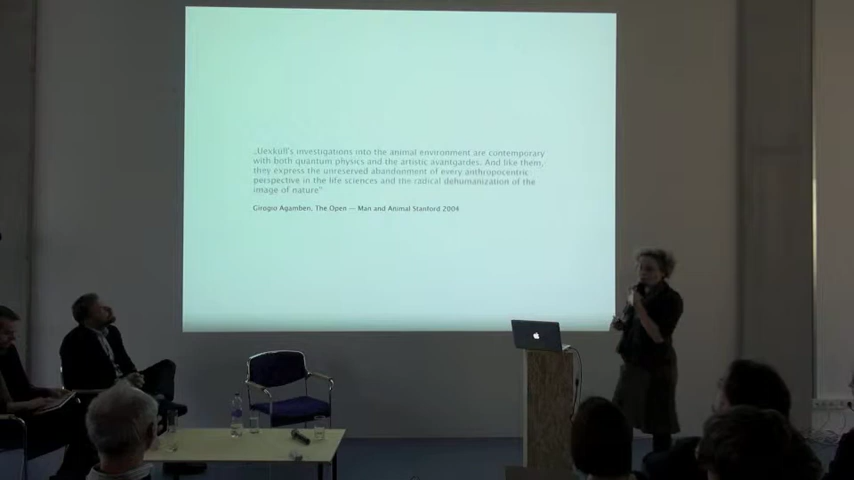 „Uexküll's investigations into the animal environment are contemporary
with both quantum physics and the artistic avantgardes. And like them,
they express the unreserved abandonment of every anthropocentric
perspective in the life sciences and the radical dehumanization of the
image of nature"
Girogio Agamben, The Open — Man and Animal Stanford 2004